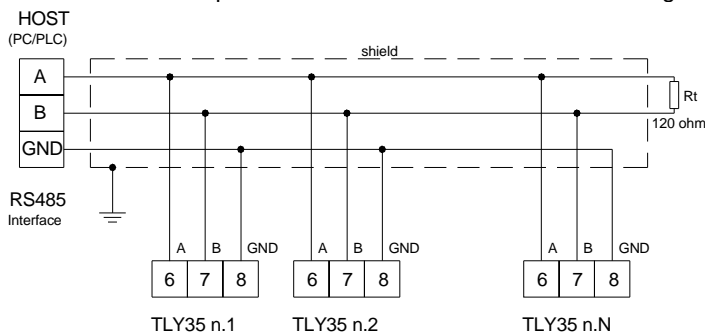 HOST
(PC/PLC)
shield
A
B
GND
Rt
120 ohm
RS485
Interface
A B GND A B GND A B GND
6 7 8 6 7 8 6 7 8
TLY35 n.1 TLY35 n.2 TLY35 n.N